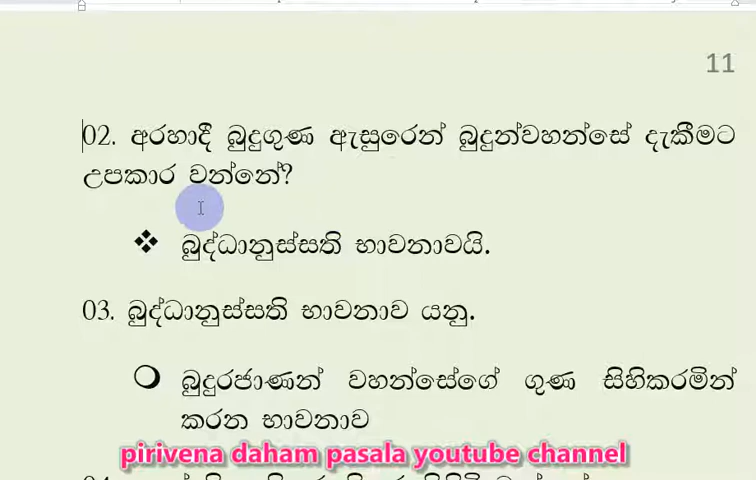 11
02. අරහාදී බුදුගුණ ඇසුරෙන් බුදුන්වහන්සේ දැකීමට
උපකාර වන්නේ?
❖ බුද්ධානුස්සති භාවනාවයි.
03. බුද්ධානුස්සති භාවනාව යනු.
බුදුරජාණන් වහන්සේගේ ගුණ සිහිකරමින්
කරන භාවනාව
pirivena daham pasala youtube channel